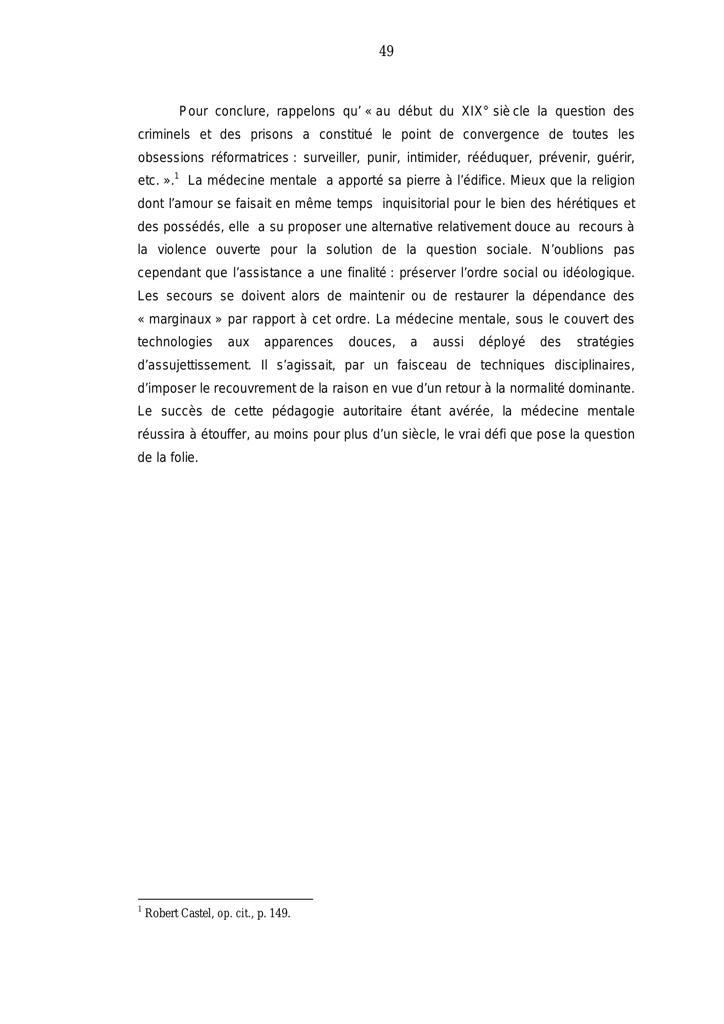 49
Pour conclure, rappelons qu’ « au début du XIX° siècle la question des
criminels et des prisons a constitué le point de convergence de toutes les
obsessions réformatrices : surveiller, punir, intimider, rééduquer, prévenir, guérir,
etc. ».1 La médecine mentale a apporté sa pierre à l’édifice. Mieux que la religion
dont l’amour se faisait en même temps inquisitorial pour le bien des hérétiques et
des possédés, elle a su proposer une alternative relativement douce au recours à
la violence ouverte pour la solution de la question sociale. N’oublions pas
cependant que l’assistance a une finalité : préserver l’ordre social ou idéologique.
Les secours se doivent alors de maintenir ou de restaurer la dépendance des
« marginaux » par rapport à cet ordre. La médecine mentale, sous le couvert des
technologies aux apparences douces, a aussi déployé des stratégies
d’assujettissement. Il s’agissait, par un faisceau de techniques disciplinaires,
d’imposer le recouvrement de la raison en vue d’un retour à la normalité dominante.
Le succès de cette pédagogie autoritaire étant avérée, la médecine mentale
réussira à étouffer, au moins pour plus d’un siècle, le vrai défi que pose la question
de la folie.
1 Robert Castel, op. cit., p. 149.